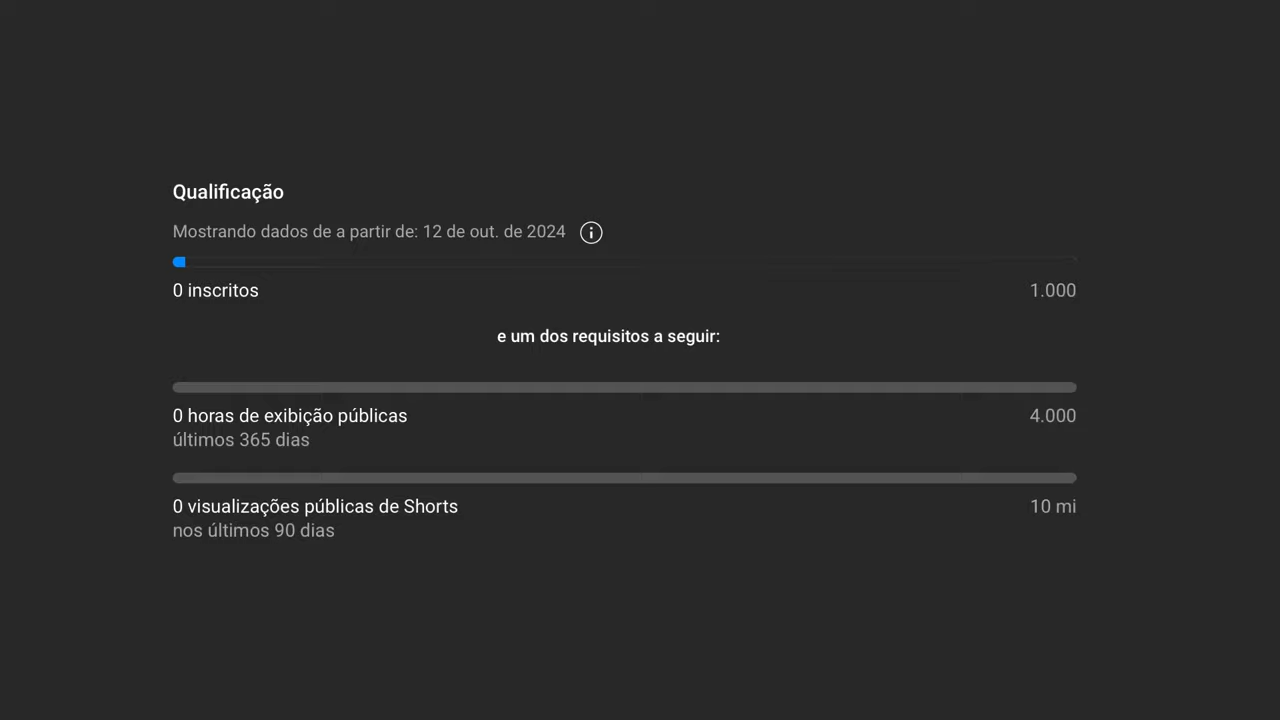 Qualificação
Mostrando dados de a partir de: 12 de out. de 2024
0 inscritos 1.000
e um dos requisitos a seguir:
0 horas de exibição públicas 4.000
últimos 365 dias
0 visualizações públicas de Shorts 10 mi
nos últimos 90 dias